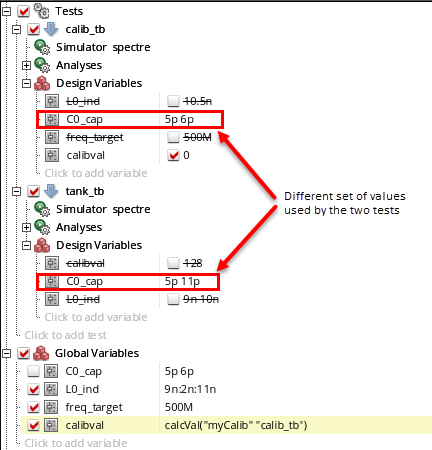 Tests
calib_tb
Simulator spectre
Analyses
Design Variables
L0_ind 10.5n
C0_cap 5p 6p
freq_target 500M
calibval 0
Click to add variable
Different set of values
used by the two tests
tank_tb
Simulator spectre
Analyses
Design Variables
calibval 128
C0_cap 5p 11p
L0_ind 9n 10n
Click to add variable
Click to add test
Global Variables
C0_cap 5p 6p
L0_ind 9n:2n:11n
freq_target 500M
calibval calcVal("myCalib" "calib_tb")
Click to add variable